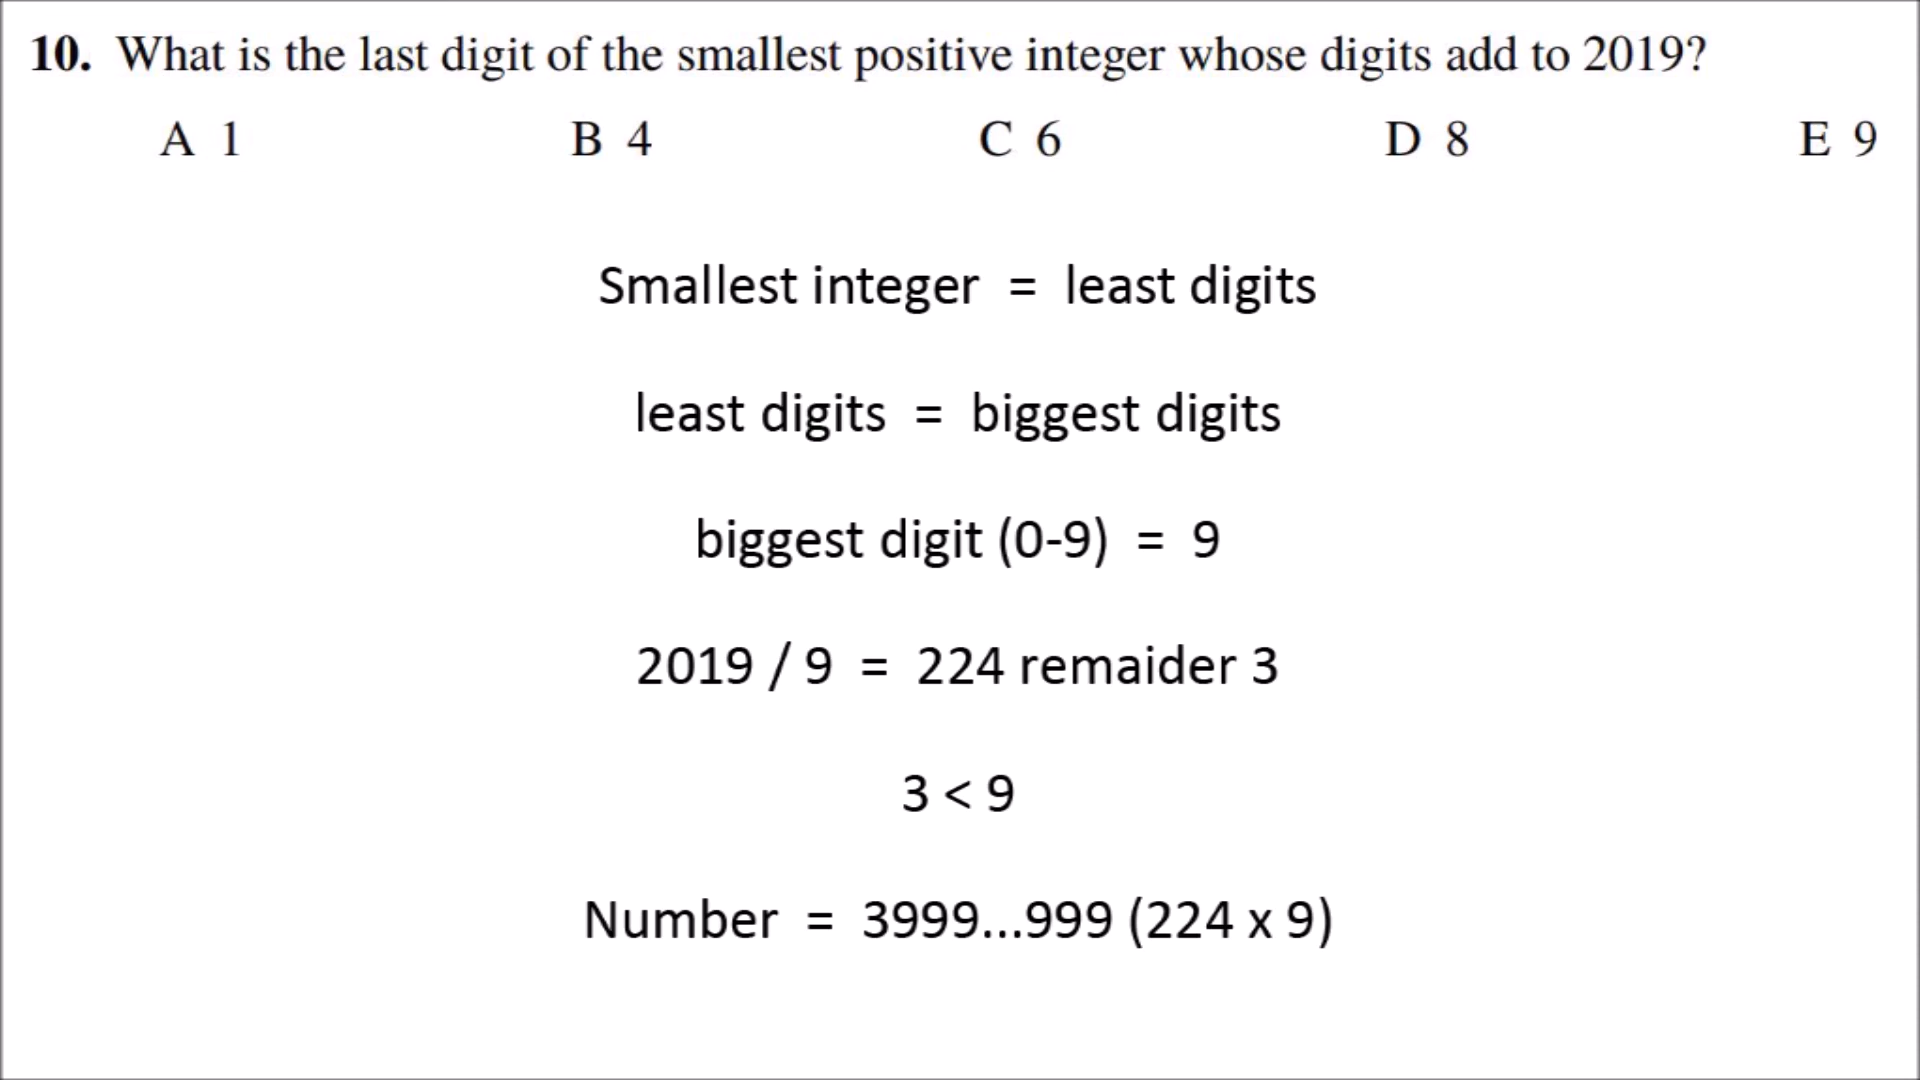 10. What is the last digit of the smallest positive integer whose digits add to 2019?
A 1 B 4 C 6 D 8 E 9
Smallest integer = least digits
least digits = biggest digits
biggest digit (0-9) = 9
2019 / 9 = 224 remaider 3
3 < 9
Number = 3999...999 (224 x 9)